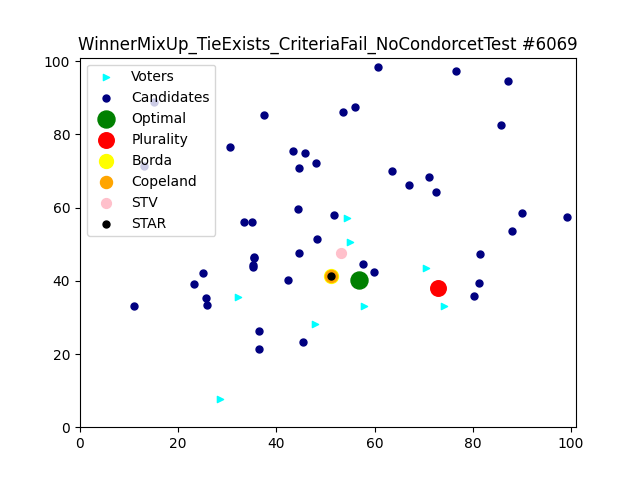 WinnerMixUp_TieExists_CriteriaFail_NoCondorcetTest #6069
100
80
60
40
20
0
Voters
Candidates
Optimal
Plurality
Borda
Copeland
STV
STAR
0 20 40 60 80 100